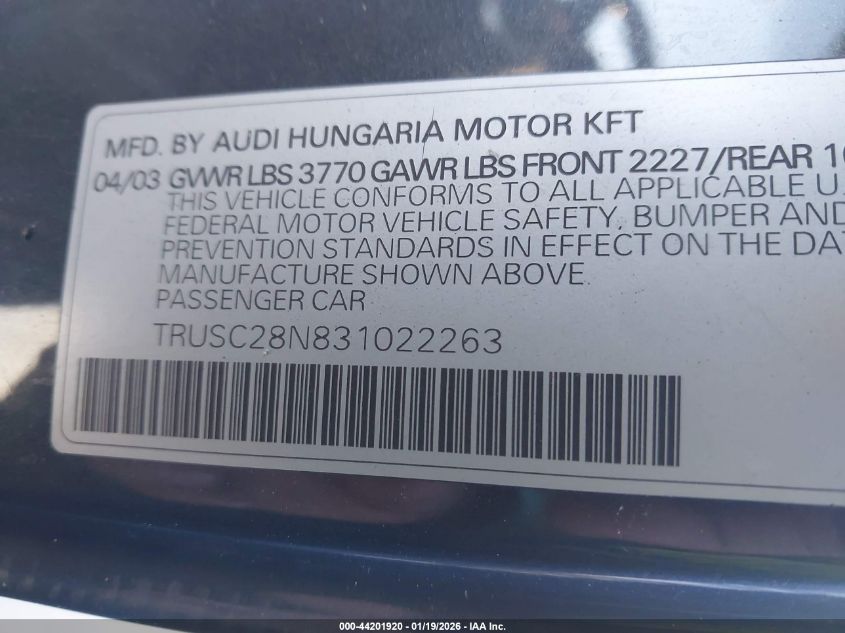 MFD. BY AUDI HUNGARIA MOTOR KFT
04/03 GVWR LBS 3770 GAWR LBS FRONT 2227/REAR
THIS VEHICLE CONFORMS TO ALL APPLICABLE U.
FEDERAL MOTOR VEHICLE SAFETY, BUMPER AND
PREVENTION STANDARDS IN EFFECT ON THE DAT
MANUFACTURE SHOWN ABOVE.
PASSENGER CAR
TRUSC28N831022263
000-44201920 - 01/19/2026 - IAA Inc.